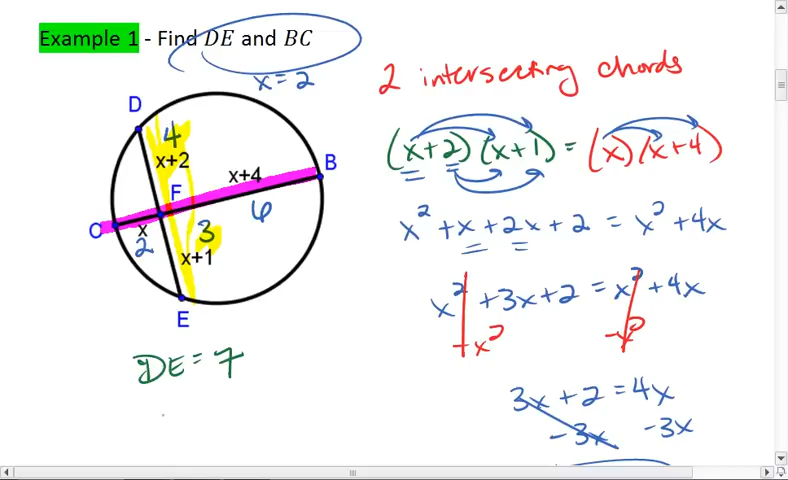 Example 1 - Find DE and BC
x = 2
2 intersecting chords
D
4
x+2
(x + 2)(x + 1) = (x)(x + 4)
x+4
B
F
C
x
2
3
6
x+1
x² + x + 2x + 2 = x² + 4x
E
x² + 3x + 2 = x² + 4x
-x² -x²
DE = 7
3x + 2 = 4x
-3x -3x